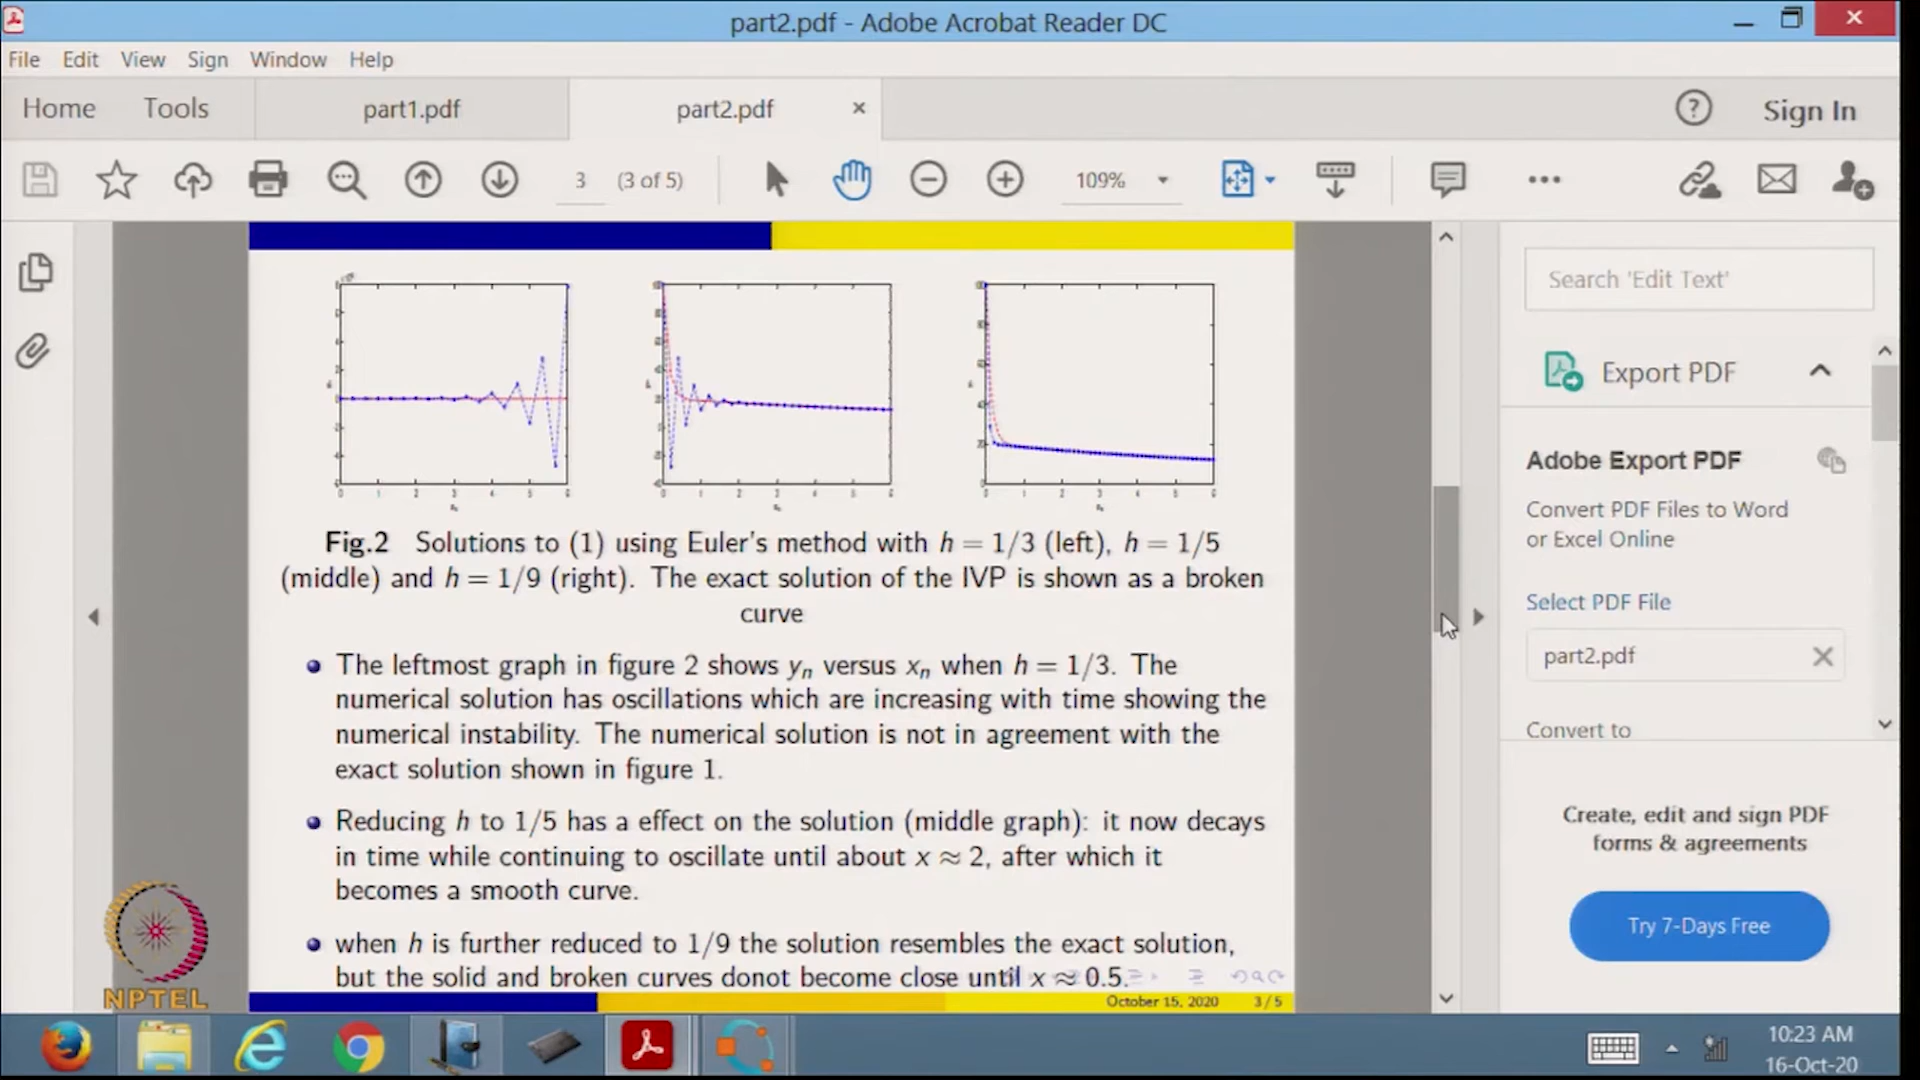 part2.pdf - Adobe Acrobat Reader DC
File Edit View Sign Window Help
Home Tools part1.pdf part2.pdf × ? Sign In
3 (3 of 5) 109%
Search 'Edit Text'
Export PDF
Adobe Export PDF
Convert PDF Files to Word
or Excel Online
Select PDF File
part2.pdf
Convert to
Create, edit and sign PDF
forms & agreements
Try 7-Days Free
Fig.2 Solutions to (1) using Euler's method with h = 1/3 (left), h = 1/5
(middle) and h = 1/9 (right). The exact solution of the IVP is shown as a broken
curve
The leftmost graph in figure 2 shows yₙ versus xₙ when h = 1/3. The
numerical solution has oscillations which are increasing with time showing the
numerical instability. The numerical solution is not in agreement with the
exact solution shown in figure 1.
Reducing h to 1/5 has a effect on the solution (middle graph): it now decays
in time while continuing to oscillate until about x ≈ 2, after which it
becomes a smooth curve.
when h is further reduced to 1/9 the solution resembles the exact solution,
but the solid and broken curves donot become close until x ≈ 0.5.
October 15, 2020 3 / 5
NPTEL
10:23 AM
16-Oct-20